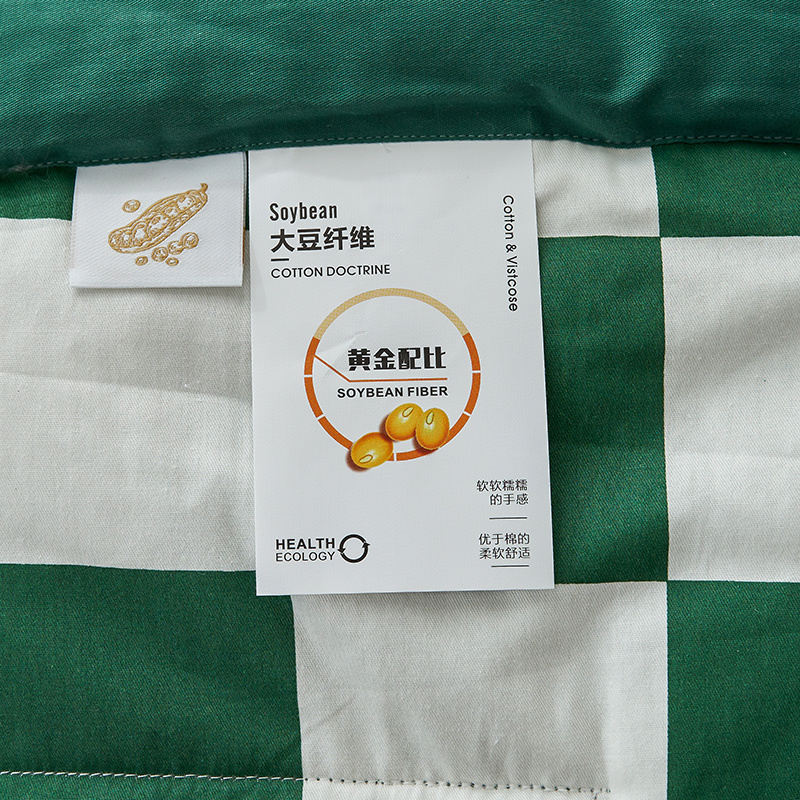 Soybean
大豆纤维
COTTON DOCTRINE
Cotton & Vistcose
黄金配比
SOYBEAN FIBER
软软糯糯
的手感
优于棉的
柔软舒适
HEALTH
ECOLOGY